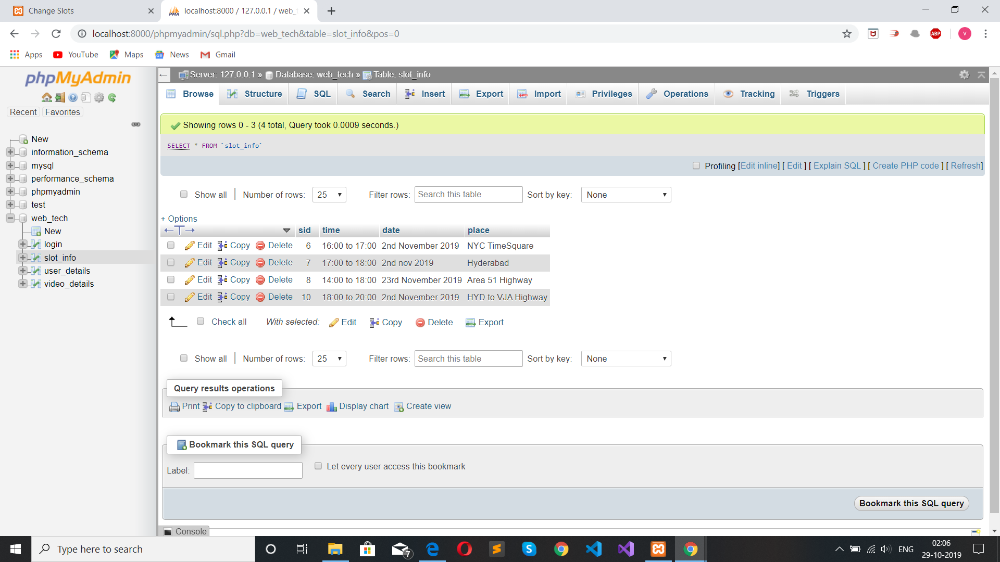 Change Slots
localhost:8000 / 127.0.0.1 / web_t
localhost:8000/phpmyadmin/sql.php?db=web_tech&table=slot_info&pos=0
ABP
V
Apps YouTube Maps News Gmail
phpMyAdmin
Recent Favorites
New
information_schema
mysql
performance_schema
phpmyadmin
test
web_tech
New
login
slot_info
user_details
video_details
Server: 127.0.0.1 » Database: web_tech » Table: slot_info
Browse Structure SQL Search Insert Export Import Privileges Operations Tracking Triggers
Showing rows 0 - 3 (4 total, Query took 0.0009 seconds.)
SELECT * FROM `slot_info`
Profiling [Edit inline] [ Edit ] [ Explain SQL ] [ Create PHP code ] [ Refresh]
Show all Number of rows: 25 Filter rows: Search this table Sort by key: None
+ Options
sid time date place
Edit Copy Delete 6 16:00 to 17:00 2nd November 2019 NYC TimeSquare
Edit Copy Delete 7 17:00 to 18:00 2nd nov 2019 Hyderabad
Edit Copy Delete 8 14:00 to 18:00 23rd November 2019 Area 51 Highway
Edit Copy Delete 10 18:00 to 20:00 2nd November 2019 HYD to VJA Highway
Check all With selected: Edit Copy Delete Export
Show all Number of rows: 25 Filter rows: Search this table Sort by key: None
Query results operations
Print Copy to clipboard Export Display chart Create view
Bookmark this SQL query
Label: Let every user access this bookmark
Bookmark this SQL query
Console
Type here to search
7
ENG
02:06
29-10-2019